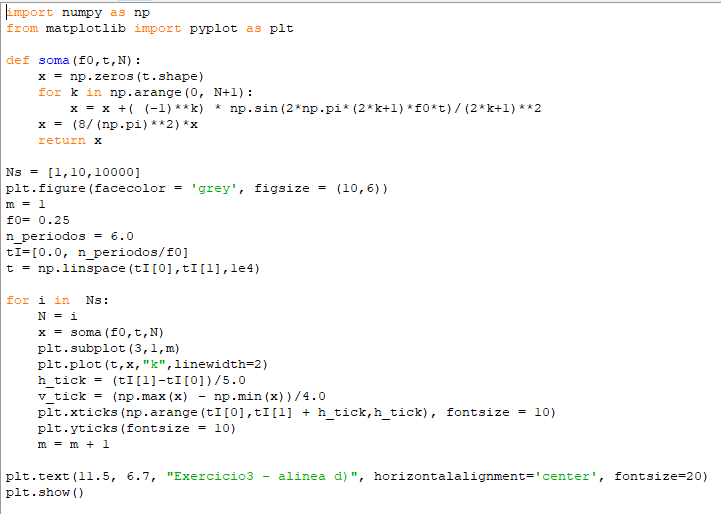 import numpy as np
from matplotlib import pyplot as plt

def soma(f0,t,N):
    x = np.zeros(t.shape)
    for k in np.arange(0, N+1):
        x = x +( (-1)**k) * np.sin(2*np.pi*(2*k+1)*f0*t)/(2*k+1)**2
    x = (8/(np.pi)**2)*x
    return x

Ns = [1,10,10000]
plt.figure(facecolor = 'grey', figsize = (10,6))
m = 1
f0= 0.25
n_periodos = 6.0
tI=[0.0, n_periodos/f0]
t = np.linspace(tI[0],tI[1],1e4)

for i in  Ns:
    N = i
    x = soma(f0,t,N)
    plt.subplot(3,1,m)
    plt.plot(t,x,"k",linewidth=2)
    h_tick = (tI[1]-tI[0])/5.0
    v_tick = (np.max(x) - np.min(x))/4.0
    plt.xticks(np.arange(tI[0],tI[1] + h_tick,h_tick), fontsize = 10)
    plt.yticks(fontsize = 10)
    m = m + 1

plt.text(11.5, 6.7, "Exercicio3 - alinea d)", horizontalalignment='center', fontsize=20)
plt.show()